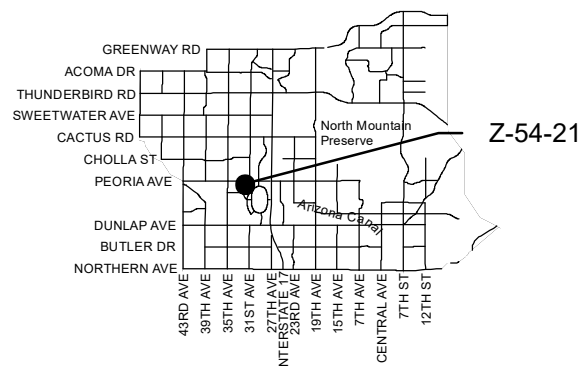 GREENWAY RD
ACOMA DR
THUNDERBIRD RD
SWEETWATER AVE
CACTUS RD
CHOLLA ST
PEORIA AVE
DUNLAP AVE
BUTLER DR
NORTHERN AVE
North Mountain
Preserve
Z-54-21
Arizona Canal
43RD AVE
39TH AVE
35TH AVE
31ST AVE
27TH AVE
NTERSTATE 17
23RD AVE
19TH AVE
15TH AVE
7TH AVE
CENTRAL AVE
7TH ST
12TH ST